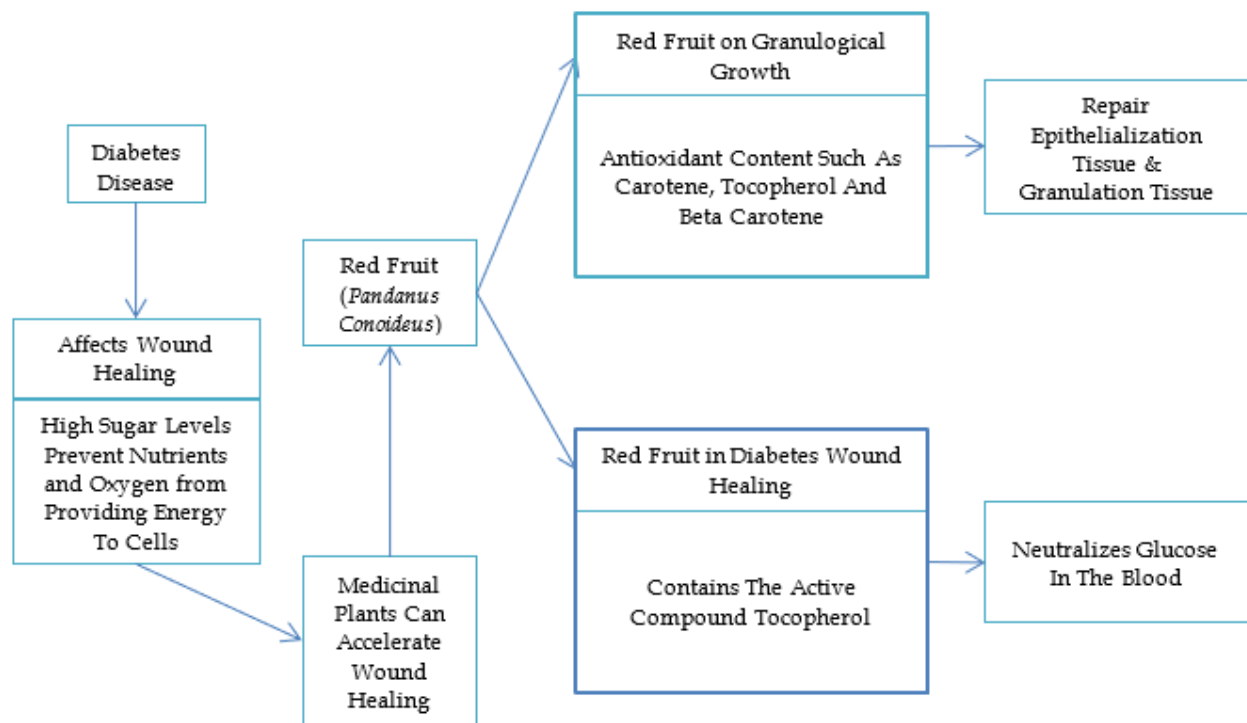 Diabetes
Disease
Affects Wound
Healing
High Sugar Levels
Prevent Nutrients
and Oxygen from
Providing Energy
To Cells
Medicinal
Plants Can
Accelerate
Wound
Healing
Red Fruit
(Pandanus
Conoideus)
Red Fruit on Granulogical
Growth
Antioxidant Content Such As
Carotene, Tocopherol And
Beta Carotene
Repair
Epithelialization
Tissue &
Granulation Tissue
Red Fruit in Diabetes Wound
Healing
Contains The Active
Compound Tocopherol
Neutralizes Glucose
In The Blood